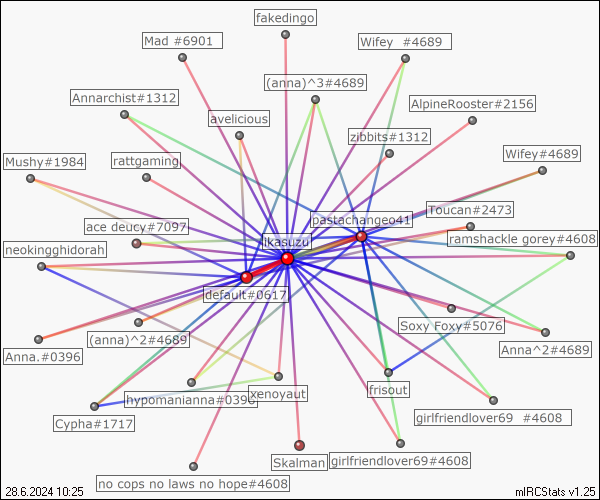 fakedingo
Mad #6901
Wifey  #4689
(anna)^3#4689
Annarchist#1312
AlpineRooster#2156
avelicious
zibbits#1312
Mushy#1984
rattgaming
Wifey#4689
Toucan#2473
pastachangeo41
ace deucy#7097
ikasuzu
ramshackle gorey#4608
neokingghidorah
default#0617
Soxy Foxy#5076
(anna)^2#4689
Anna^2#4689
Anna.#0396
hypomanianna#0396
xenoyaut
frisout
Cypha#1717
girlfriendlover69  #4608
Skalman
girlfriendlover69#4608
no cops no laws no hope#4608
28.6.2024 10:25
mIRCStats v1.25